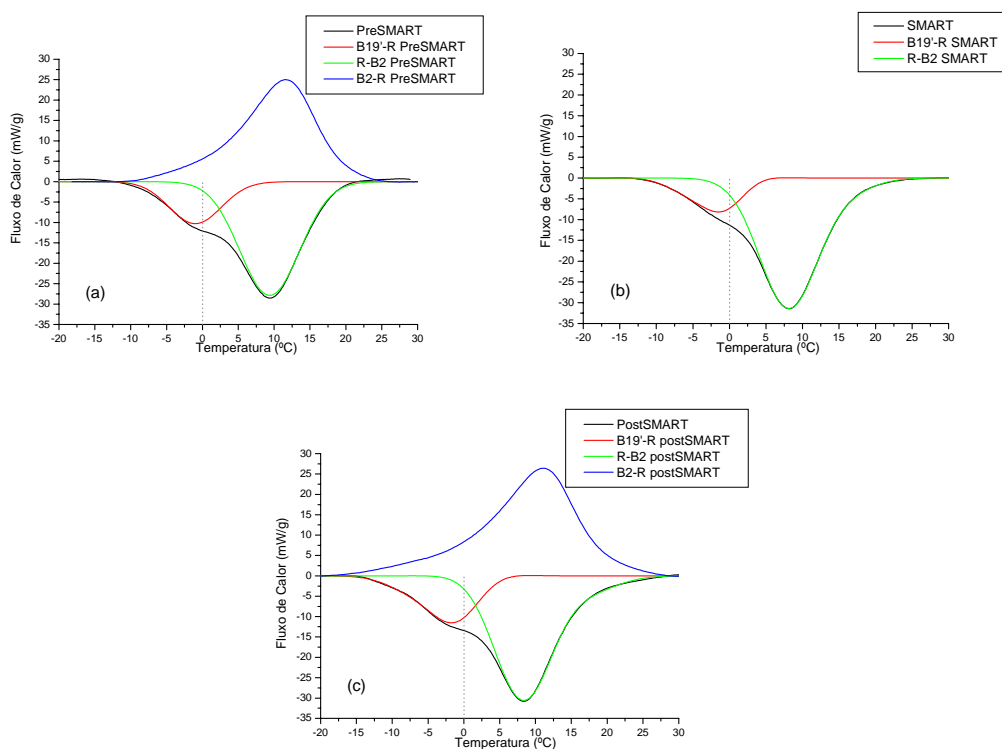 PreSMART
B19'-R PreSMART
R-B2 PreSMART
B2-R PreSMART
30
25
20
15
10
5
0
-5
-10
-15
-20
-25
-30
-35
Fluxo de Calor (mW/g)
(a)
-20 -15 -10 -5 0 5 10 15 20 25 30
Temperatura (ºC)
SMART
B19'-R SMART
R-B2 SMART
30
25
20
15
10
5
0
-5
-10
-15
-20
-25
-30
-35
Fluxo de Calor (mW/g)
(b)
-20 -15 -10 -5 0 5 10 15 20 25 30
Temperatura (ºC)
PostSMART
B19'-R postSMART
R-B2 postSMART
B2-R postSMART
30
25
20
15
10
5
0
-5
-10
-15
-20
-25
-30
-35
Fluxo de Calor (mW/g)
(c)
-20 -15 -10 -5 0 5 10 15 20 25 30
Temperatura (ºC)